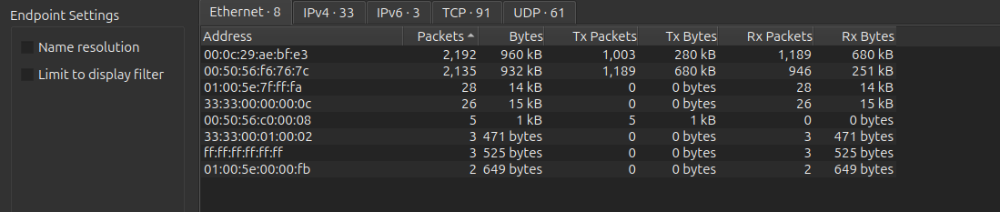 Endpoint Settings
Name resolution
Limit to display filter
Ethernet · 8 IPv4 · 33 IPv6 · 3 TCP · 91 UDP · 61
Address Packets Bytes Tx Packets Tx Bytes Rx Packets Rx Bytes
00:0c:29:ae:bf:e3 2,192 960 kB 1,003 280 kB 1,189 680 kB
00:50:56:f6:76:7c 2,135 932 kB 1,189 680 kB 946 251 kB
01:00:5e:7f:ff:fa 28 14 kB 0 0 bytes 28 14 kB
33:33:00:00:00:0c 26 15 kB 0 0 bytes 26 15 kB
00:50:56:c0:00:08 5 1 kB 5 1 kB 0 0 bytes
33:33:00:01:00:02 3 471 bytes 0 0 bytes 3 471 bytes
ff:ff:ff:ff:ff:ff 3 525 bytes 0 0 bytes 3 525 bytes
01:00:5e:00:00:fb 2 649 bytes 0 0 bytes 2 649 bytes